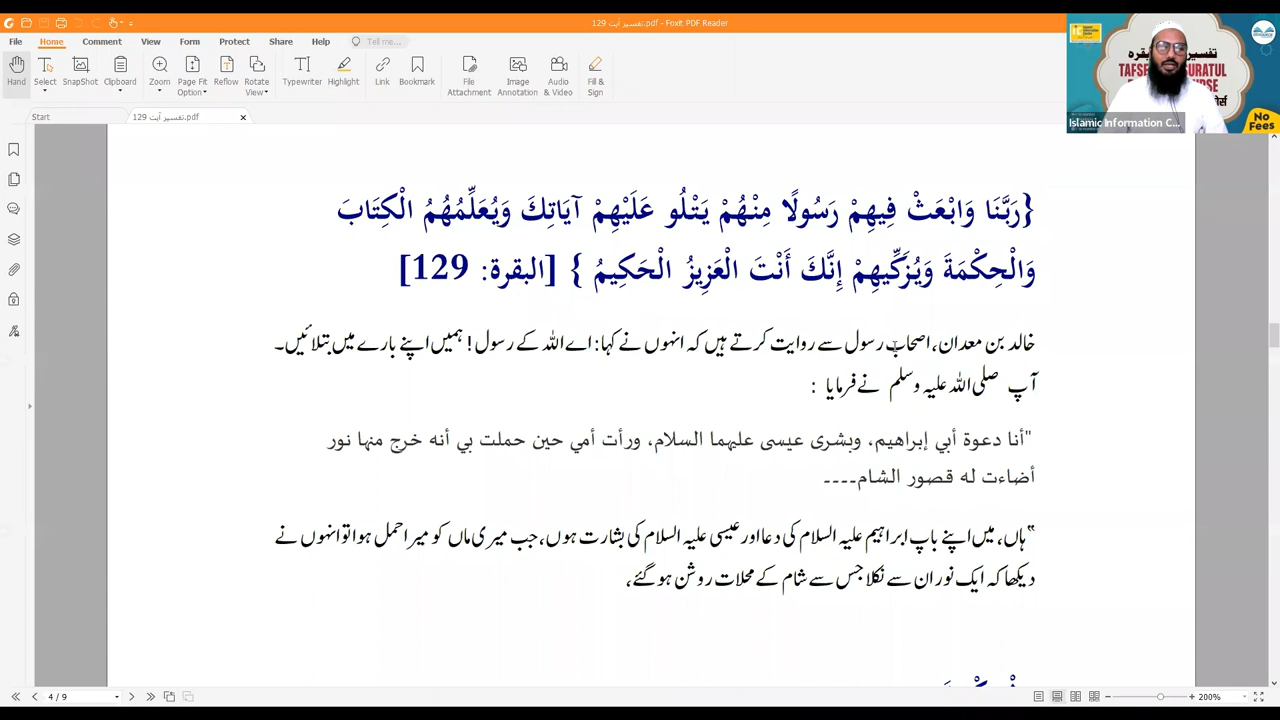 تفسیر آیت 129.pdf - Foxit PDF Reader
File Home Comment View Form Protect Share Help Tell me...
Hand Select SnapShot Clipboard Zoom Page Fit Option Reflow Rotate View Typewriter Highlight Link Bookmark File Attachment Image Annotation Audio & Video Fill & Sign
Start تفسیر آیت 129.pdf
TAFSEER SURATUL
No Fees
Islamic Information C...
{رَبَّنَا وَابْعَثْ فِيهِمْ رَسُولًا مِنْهُمْ يَتْلُو عَلَيْهِمْ آيَاتِكَ وَيُعَلِّمُهُمُ الْكِتَابَ
وَالْحِكْمَةَ وَيُزَكِّيهِمْ إِنَّكَ أَنْتَ الْعَزِيزُ الْحَكِيمُ } [البقرة: 129]
خالد بن معدان، اصحاب رسول سے روایت کرتے ہیں کہ انہوں نے کہا: اے اللہ کے رسول! ہمیں اپنے بارے میں بتلائیں۔
آپ صلی اللہ علیہ وسلم نے فرمایا :
"أنا دعوة أبي إبراهيم، وبشرى عيسى عليهما السلام، ورأت أمي حين حملت بي أنه خرج منها نور
أضاءت له قصور الشام----
"ہاں، میں اپنے باپ ابراہیم علیہ السلام کی دعا اور عیسی علیہ السلام کی بشارت ہوں، جب میری ماں کو میرا حمل ہوا تو انہوں نے
دیکھا کہ ایک نور ان سے نکلا جس سے شام کے محلات روشن ہو گئے،
4 / 9
200%